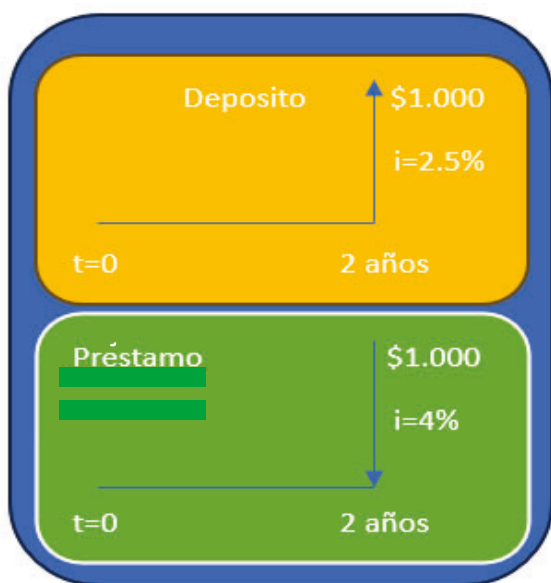 Deposito $1.000
i=2.5%
t=0 2 años
Préstamo $1.000
i=4%
t=0 2 años